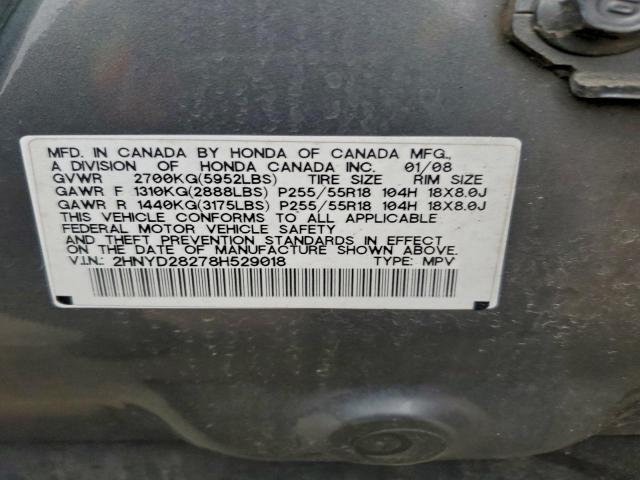 MFD. IN CANADA BY HONDA OF CANADA MFG.,
A DIVISION OF HONDA CANADA INC. 01/08
GVWR 2700KG(5952LBS) TIRE SIZE RIM SIZE
GAWR F 1310KG(2888LBS) P255/55R18 104H 18X8.0J
GAWR R 1440KG(3175LBS) P255/55R18 104H 18X8.0J
THIS VEHICLE CONFORMS TO ALL APPLICABLE
FEDERAL MOTOR VEHICLE SAFETY
AND THEFT PREVENTION STANDARDS IN EFFECT
ON THE DATE OF MANUFACTURE SHOWN ABOVE.
V.I.N.: 2HNYD28278H529018 TYPE: MPV